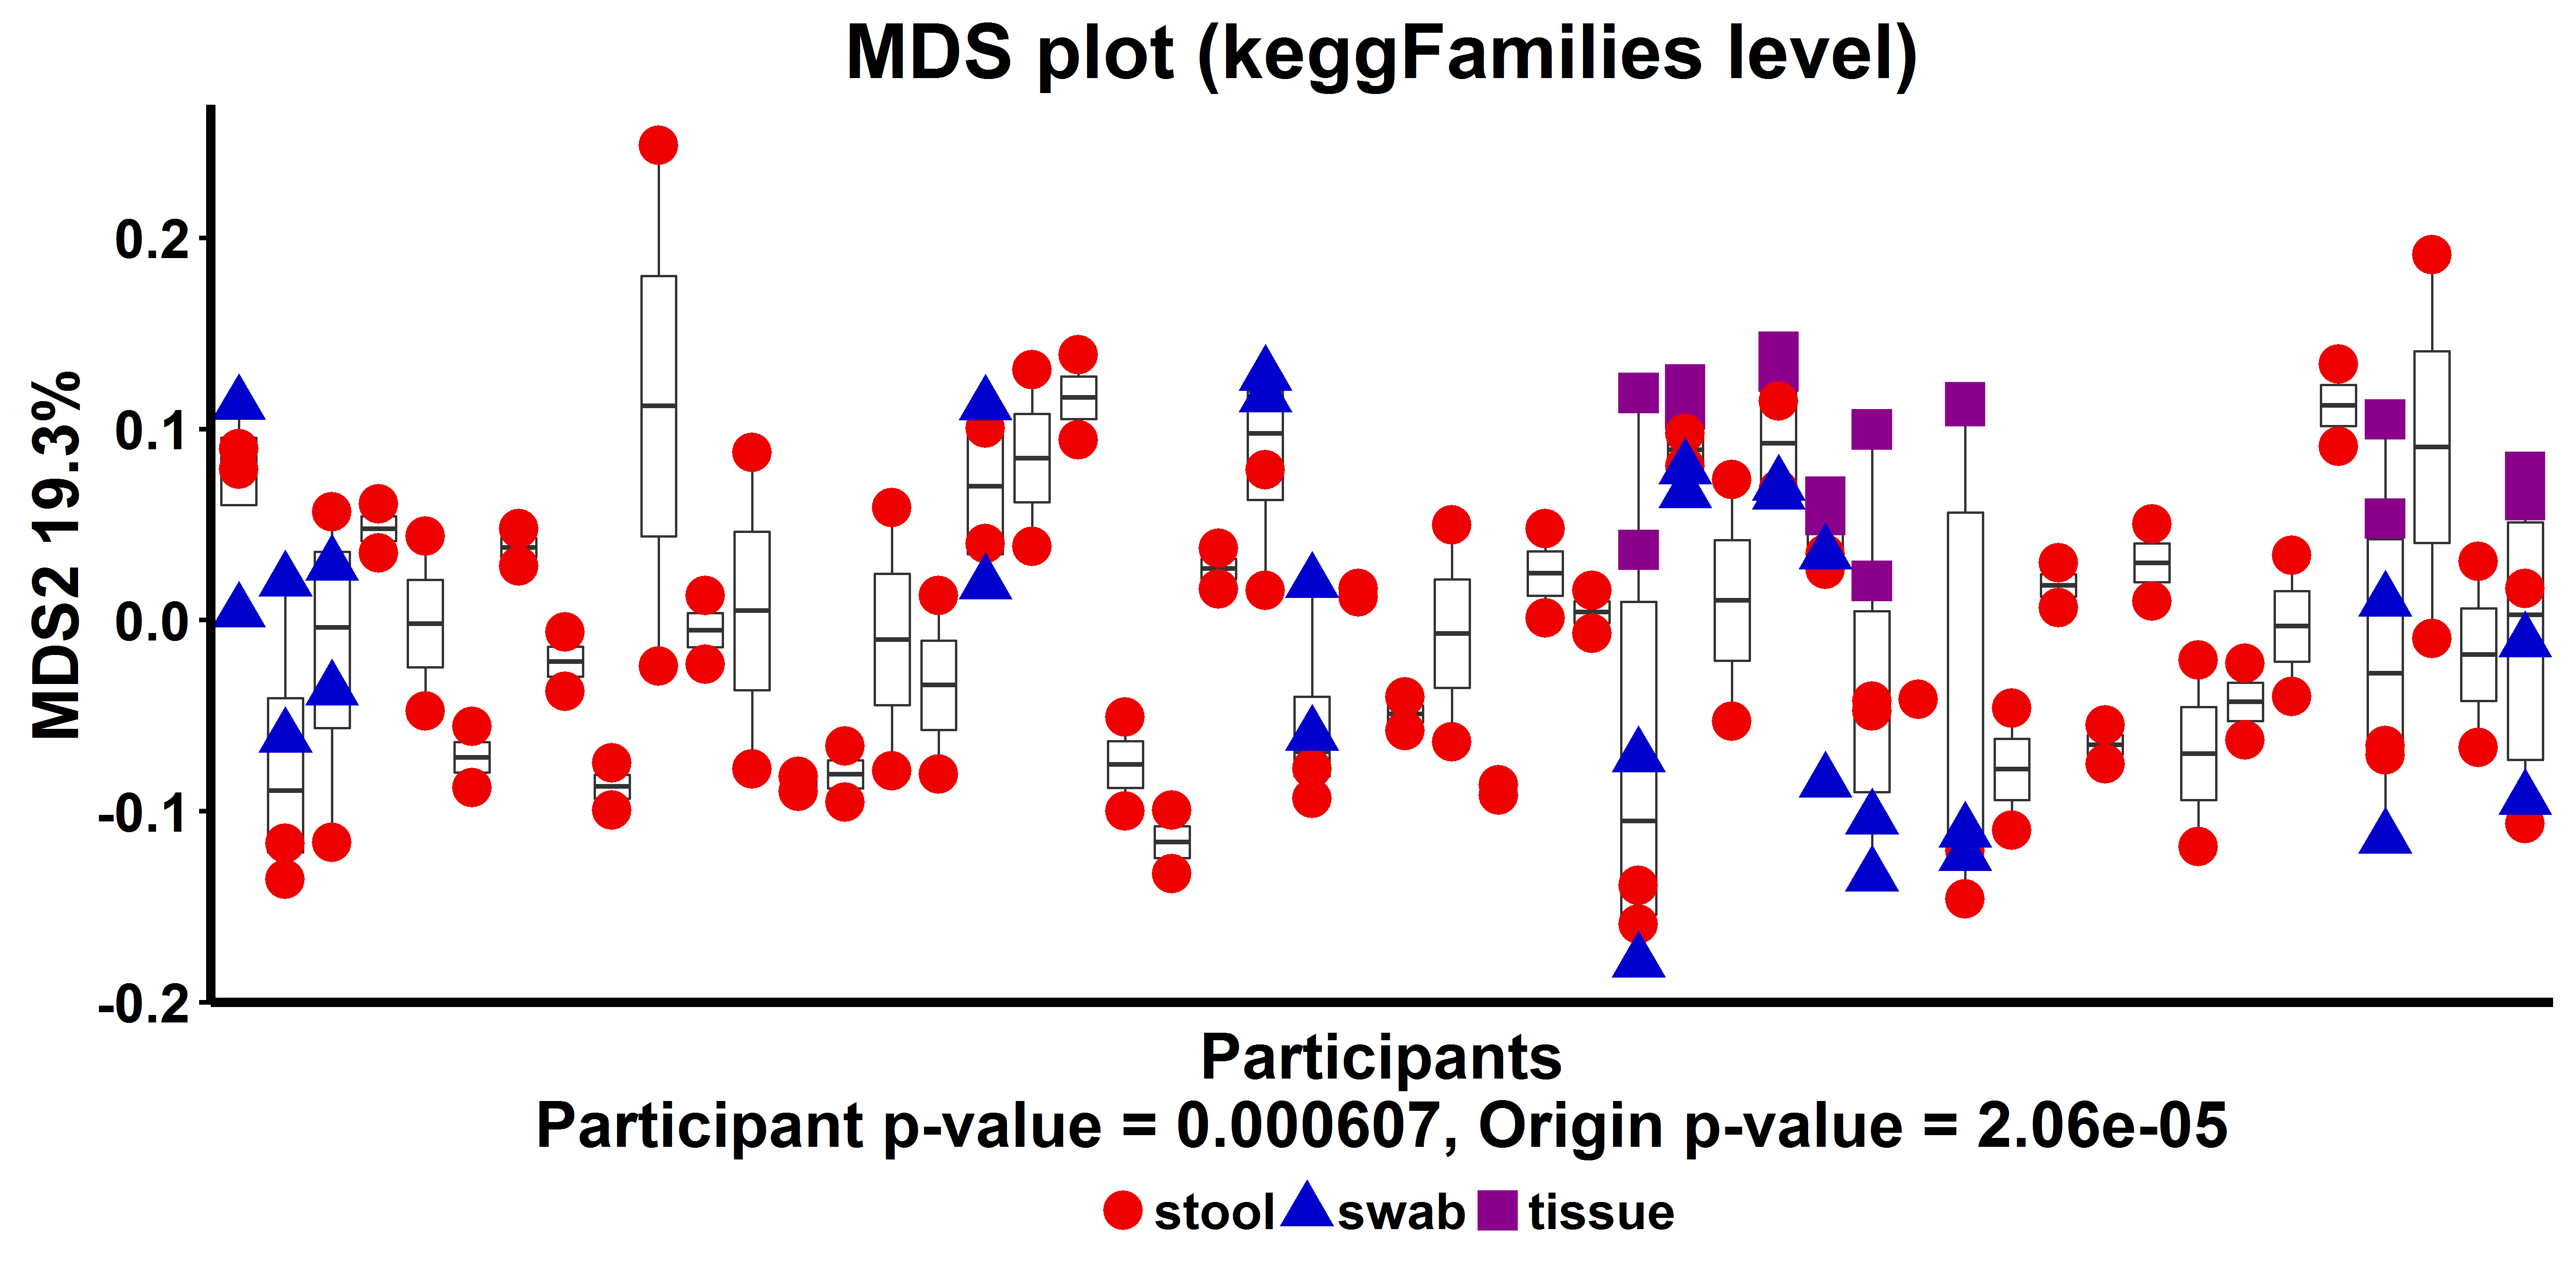 MDS plot (keggFamilies level)
MDS2 19.3%
0.2
0.1
0.0
-0.1
-0.2
Participants
Participant p-value = 0.000607, Origin p-value = 2.06e-05
stool swab tissue